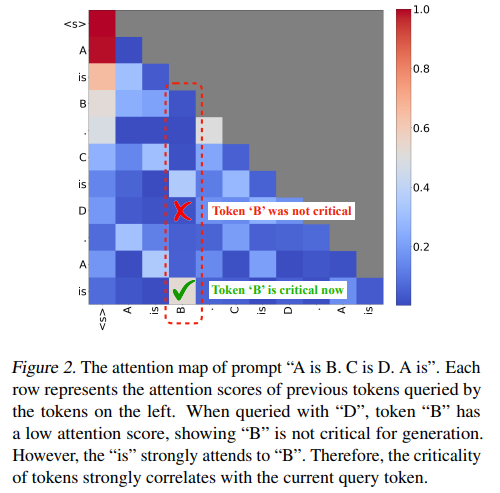 <s>
A
is
B
.
C
is
D
.
A
is
1.0
0.8
0.6
0.4
0.2
Token 'B' was not critical
Token 'B' is critical now
<s> A is B . C is D . A is
Figure 2. The attention map of prompt “A is B. C is D. A is”. Each
row represents the attention scores of previous tokens queried by
the tokens on the left. When queried with “D”, token “B” has
a low attention score, showing “B” is not critical for generation.
However, the “is” strongly attends to “B”. Therefore, the criticality
of tokens strongly correlates with the current query token.